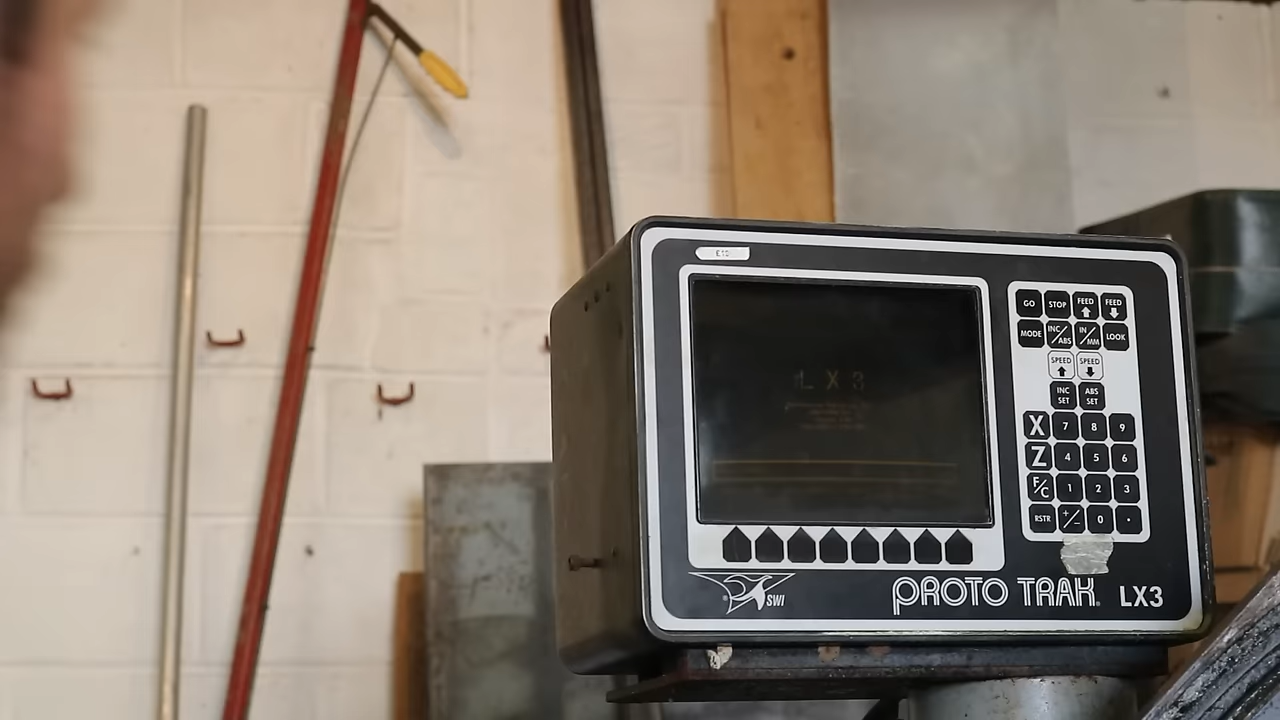 L X 3
GO STOP FEED FEED
MODE INC/ABS IN/MM LOOK
SPEED SPEED
INC SET ABS SET
X 7 8 9
Z 4 5 6
F/C 1 2 3
RSTR +/- 0 .
SWI PROTO TRAK® LX3